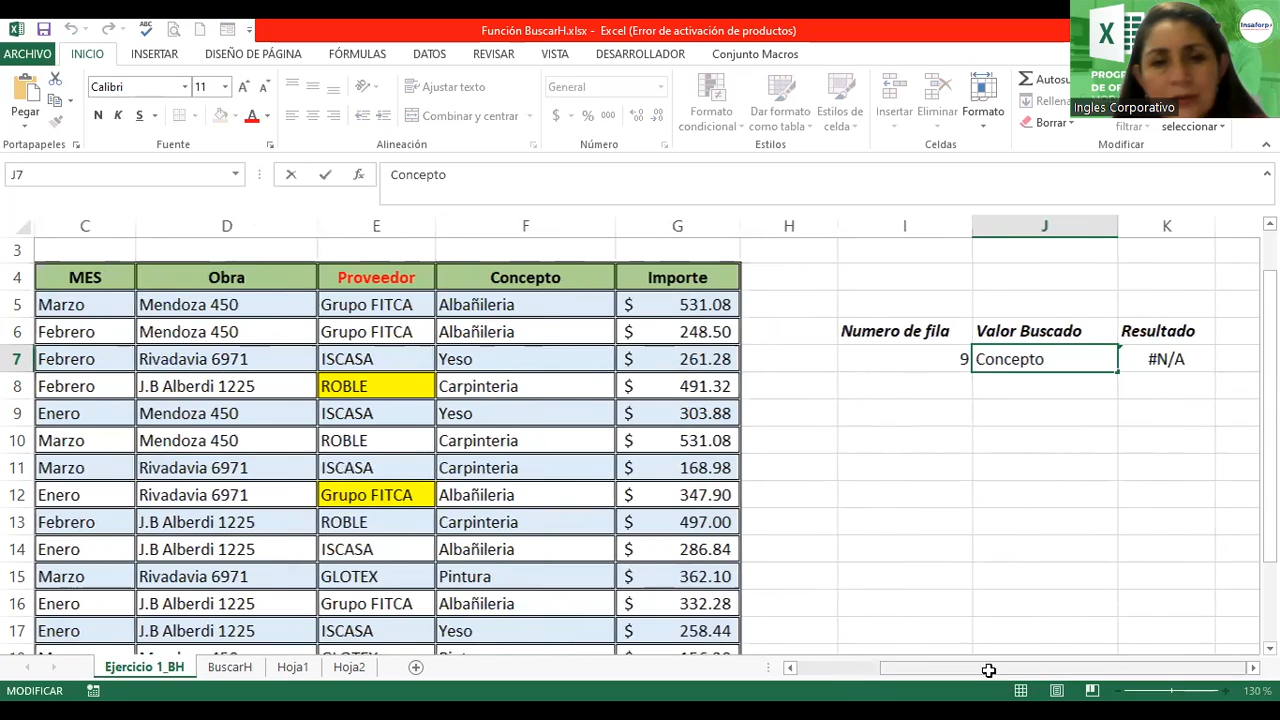 Función BuscarH.xlsx - Excel (Error de activación de productos)
ARCHIVO INICIO INSERTAR DISEÑO DE PÁGINA FÓRMULAS DATOS REVISAR VISTA DESARROLLADOR Conjunto Macros
Insaforp
Pegar
Calibri 11
N K S
Ajustar texto
Combinar y centrar
General
$ % 000
Formato condicional
Dar formato como tabla
Estilos de celda
Insertar Eliminar Formato
Autosu
Rellena
Borrar
filtrar
seleccionar
PROG
DE O
Ingles Corporativo
Portapapeles Fuente Alineación Número Estilos Celdas Modificar
J7 Concepto
C D E F G H I J K
3
4 MES Obra Proveedor Concepto Importe
5 Marzo Mendoza 450 Grupo FITCA Albañileria $ 531.08
6 Febrero Mendoza 450 Grupo FITCA Albañileria $ 248.50 Numero de fila Valor Buscado Resultado
7 Febrero Rivadavia 6971 ISCASA Yeso $ 261.28 9 Concepto #N/A
8 Febrero J.B Alberdi 1225 ROBLE Carpinteria $ 491.32
9 Enero Mendoza 450 ISCASA Yeso $ 303.88
10 Marzo Mendoza 450 ROBLE Carpinteria $ 531.08
11 Marzo Rivadavia 6971 ISCASA Carpinteria $ 168.98
12 Enero Rivadavia 6971 Grupo FITCA Albañileria $ 347.90
13 Febrero J.B Alberdi 1225 ROBLE Carpinteria $ 497.00
14 Enero J.B Alberdi 1225 ISCASA Albañileria $ 286.84
15 Marzo Rivadavia 6971 GLOTEX Pintura $ 362.10
16 Enero J.B Alberdi 1225 Grupo FITCA Albañileria $ 332.28
17 Enero J.B Alberdi 1225 ISCASA Yeso $ 258.44
Ejercicio 1_BH BuscarH Hoja1 Hoja2
MODIFICAR 130 %